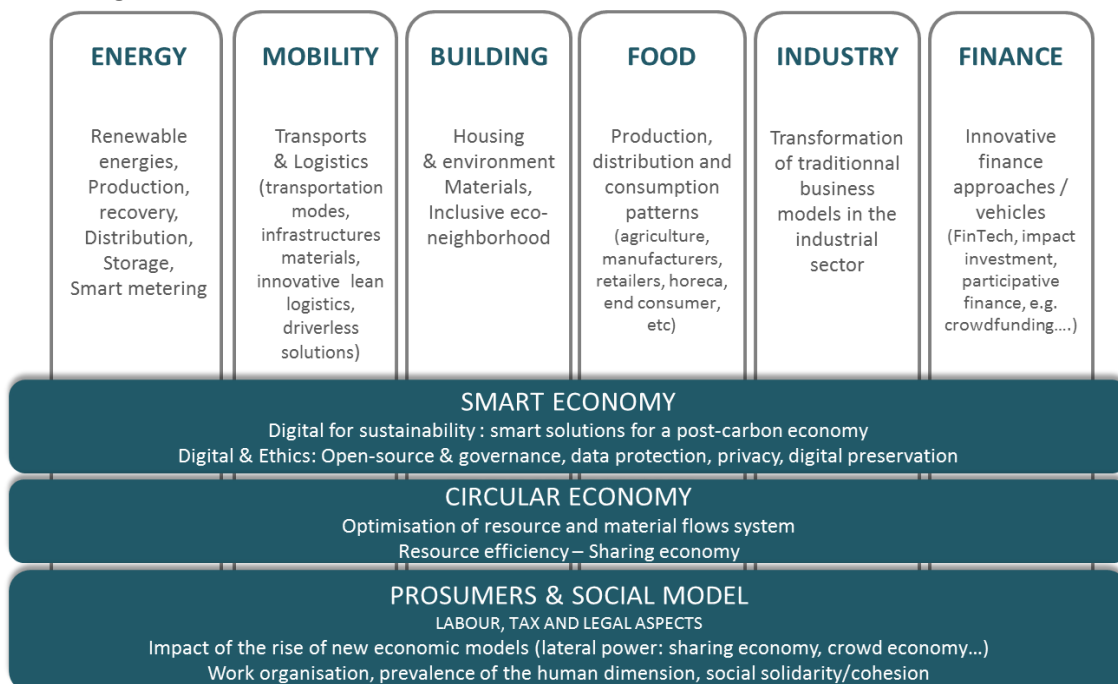 ENERGY
Renewable
energies,
Production,
recovery,
Distribution,
Storage,
Smart metering
MOBILITY
Transports
& Logistics
(transportation
modes,
infrastructures
materials,
innovative lean
logistics,
driverless
solutions)
BUILDING
Housing
& environment
Materials,
Inclusive eco-
neighborhood
FOOD
Production,
distribution and
consumption
patterns
(agriculture,
manufacturers,
retailers, horeca,
end consumer,
etc)
INDUSTRY
Transformation
of traditionnal
business
models in the
industrial
sector
FINANCE
Innovative
finance
approaches /
vehicles
(FinTech, impact
investment,
participative
finance, e.g.
crowdfunding....)
SMART ECONOMY
Digital for sustainability : smart solutions for a post-carbon economy
Digital & Ethics: Open-source & governance, data protection, privacy, digital preservation
CIRCULAR ECONOMY
Optimisation of resource and material flows system
Resource efficiency – Sharing economy
PROSUMERS & SOCIAL MODEL
LABOUR, TAX AND LEGAL ASPECTS
Impact of the rise of new economic models (lateral power: sharing economy, crowd economy...)
Work organisation, prevalence of the human dimension, social solidarity/cohesion